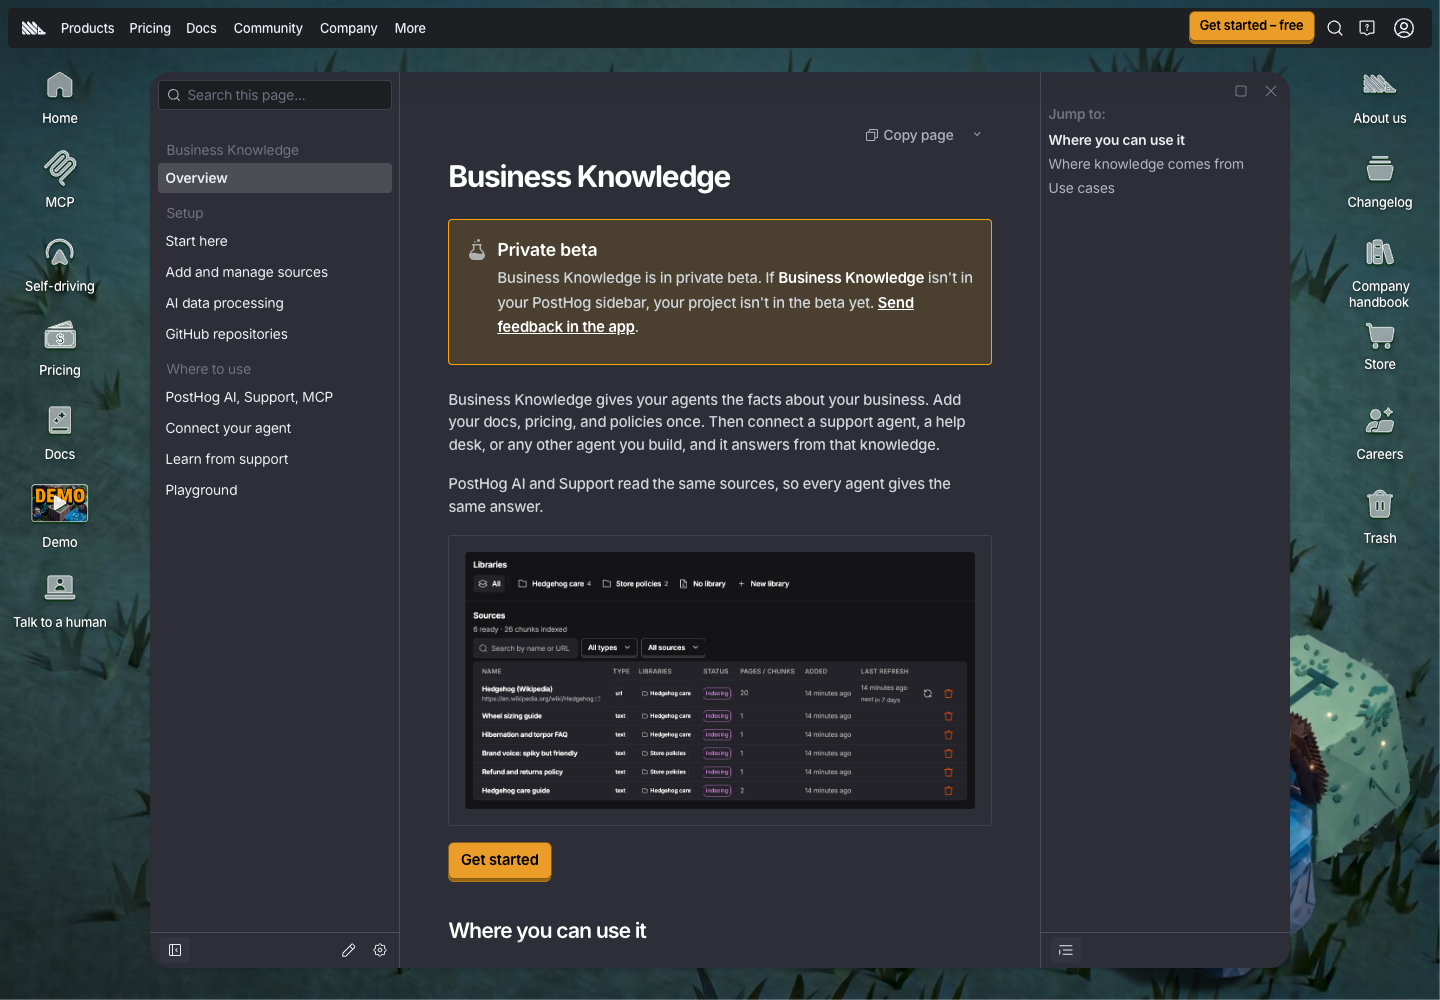 Products
Pricing
Docs
Community
Company
More
Get started – free
Home
MCP
Self-driving
Pricing
Docs
DEMO
Demo
Talk to a human
Search this page...
Business Knowledge
Overview
Setup
Start here
Add and manage sources
AI data processing
GitHub repositories
Where to use
PostHog AI, Support, MCP
Connect your agent
Learn from support
Playground
Copy page
Business Knowledge
Private beta
Business Knowledge is in private beta. If Business Knowledge isn't in
your PostHog sidebar, your project isn't in the beta yet. Send
feedback in the app.
Business Knowledge gives your agents the facts about your business. Add
your docs, pricing, and policies once. Then connect a support agent, a help
desk, or any other agent you build, and it answers from that knowledge.
PostHog AI and Support read the same sources, so every agent gives the
same answer.
Libraries
All
Hedgehog care 4
Store policies 2
No library
+ New library
Sources
6 ready · 26 chunks indexed
Search by name or URL
All types
All sources
NAME TYPE LIBRARIES STATUS PAGES / CHUNKS ADDED LAST REFRESH
Hedgehog (Wikipedia) url Hedgehog care Indexing 20 14 minutes ago 14 minutes ago
https://en.wikipedia.org/wiki/Hedgehog next in 7 days
Wheel sizing guide text Hedgehog care Indexing 1 14 minutes ago
Hibernation and torpor FAQ text Hedgehog care Indexing 1 14 minutes ago
Brand voice: spiky but friendly text Store policies Indexing 1 14 minutes ago
Refund and returns policy text Store policies Indexing 1 14 minutes ago
Hedgehog care guide text Hedgehog care Indexing 2 14 minutes ago
Get started
Where you can use it
Jump to:
Where you can use it
Where knowledge comes from
Use cases
About us
Changelog
Company
handbook
Store
Careers
Trash